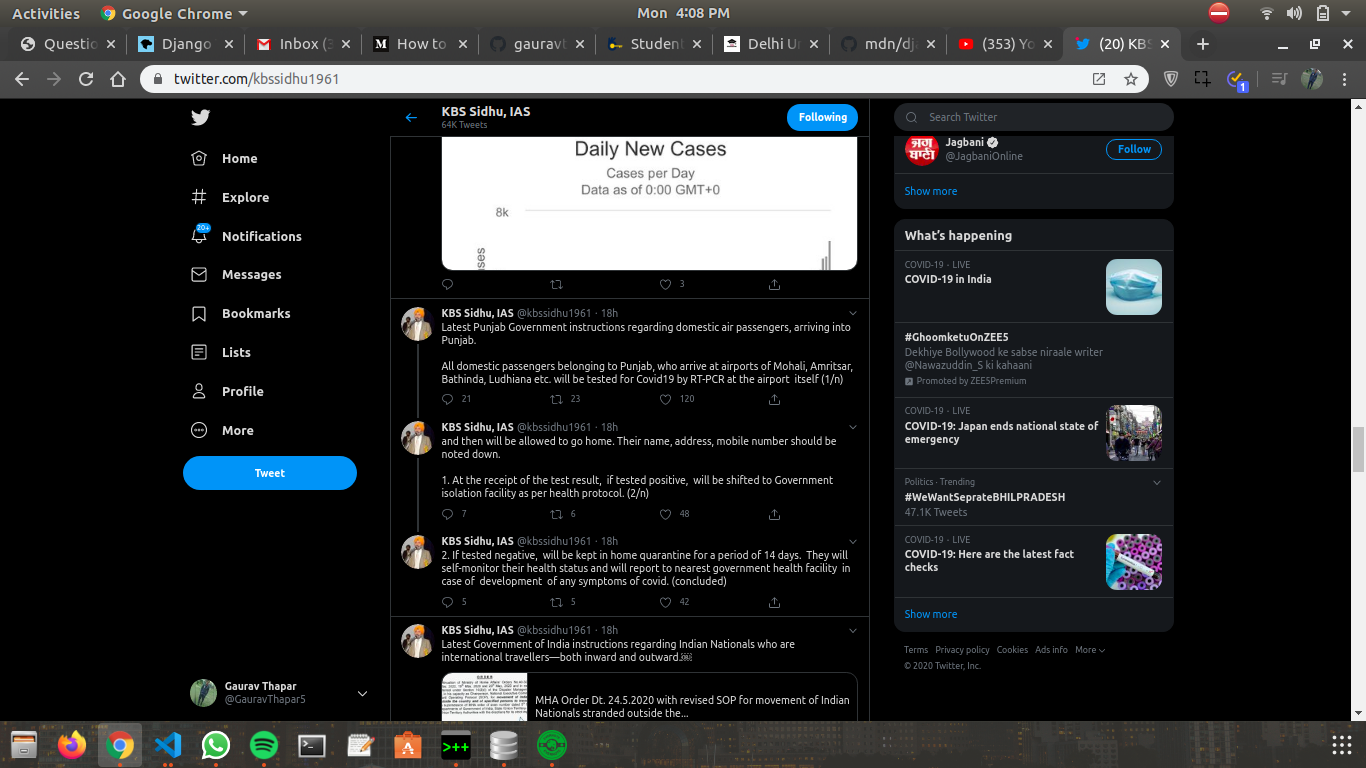 Activities
Google Chrome
Mon 4:08 PM
Questio
Django
Inbox (3
How to
gauravt
Student
Delhi Un
mdn/dj
(353) Yo
(20) KBS
twitter.com/kbssidhu1961
1
Home
Explore
20+
Notifications
Messages
Bookmarks
Lists
Profile
More
Tweet
Gaurav Thapar
@GauravThapar5
KBS Sidhu, IAS
64K Tweets
Following
Daily New Cases
Cases per Day
Data as of 0:00 GMT+0
8k
ses
3
KBS Sidhu, IAS @kbssidhu1961 · 18h
Latest Punjab Government instructions regarding domestic air passengers, arriving into
Punjab.
All domestic passengers belonging to Punjab, who arrive at airports of Mohali, Amritsar,
Bathinda, Ludhiana etc. will be tested for Covid19 by RT-PCR at the airport itself (1/n)
21 23 120
KBS Sidhu, IAS @kbssidhu1961 · 18h
and then will be allowed to go home. Their name, address, mobile number should be
noted down.
1. At the receipt of the test result, if tested positive, will be shifted to Government
isolation facility as per health protocol. (2/n)
7 6 48
KBS Sidhu, IAS @kbssidhu1961 · 18h
2. If tested negative, will be kept in home quarantine for a period of 14 days. They will
self-monitor their health status and will report to nearest government health facility in
case of development of any symptoms of covid. (concluded)
5 5 42
KBS Sidhu, IAS @kbssidhu1961 · 18h
Latest Government of India instructions regarding Indian Nationals who are
international travellers—both inward and outward.
ORDER
MHA Order Dt. 24.5.2020 with revised SOP for movement of Indian
Nationals stranded outside the...
Search Twitter
ਜਗ
ਬਾਣੀ
Jagbani
@JagbaniOnline
Follow
Show more
What's happening
COVID-19 · LIVE
COVID-19 in India
#GhoomketuOnZEE5
Dekhiye Bollywood ke sabse niraale writer
@Nawazuddin_S ki kahaani
Promoted by ZEE5Premium
COVID-19 · LIVE
COVID-19: Japan ends national state of
emergency
Politics · Trending
#WeWantSeprateBHILPRADESH
47.1K Tweets
COVID-19 · LIVE
COVID-19: Here are the latest fact
checks
Show more
Terms Privacy policy Cookies Ads info More
© 2020 Twitter, Inc.
>++